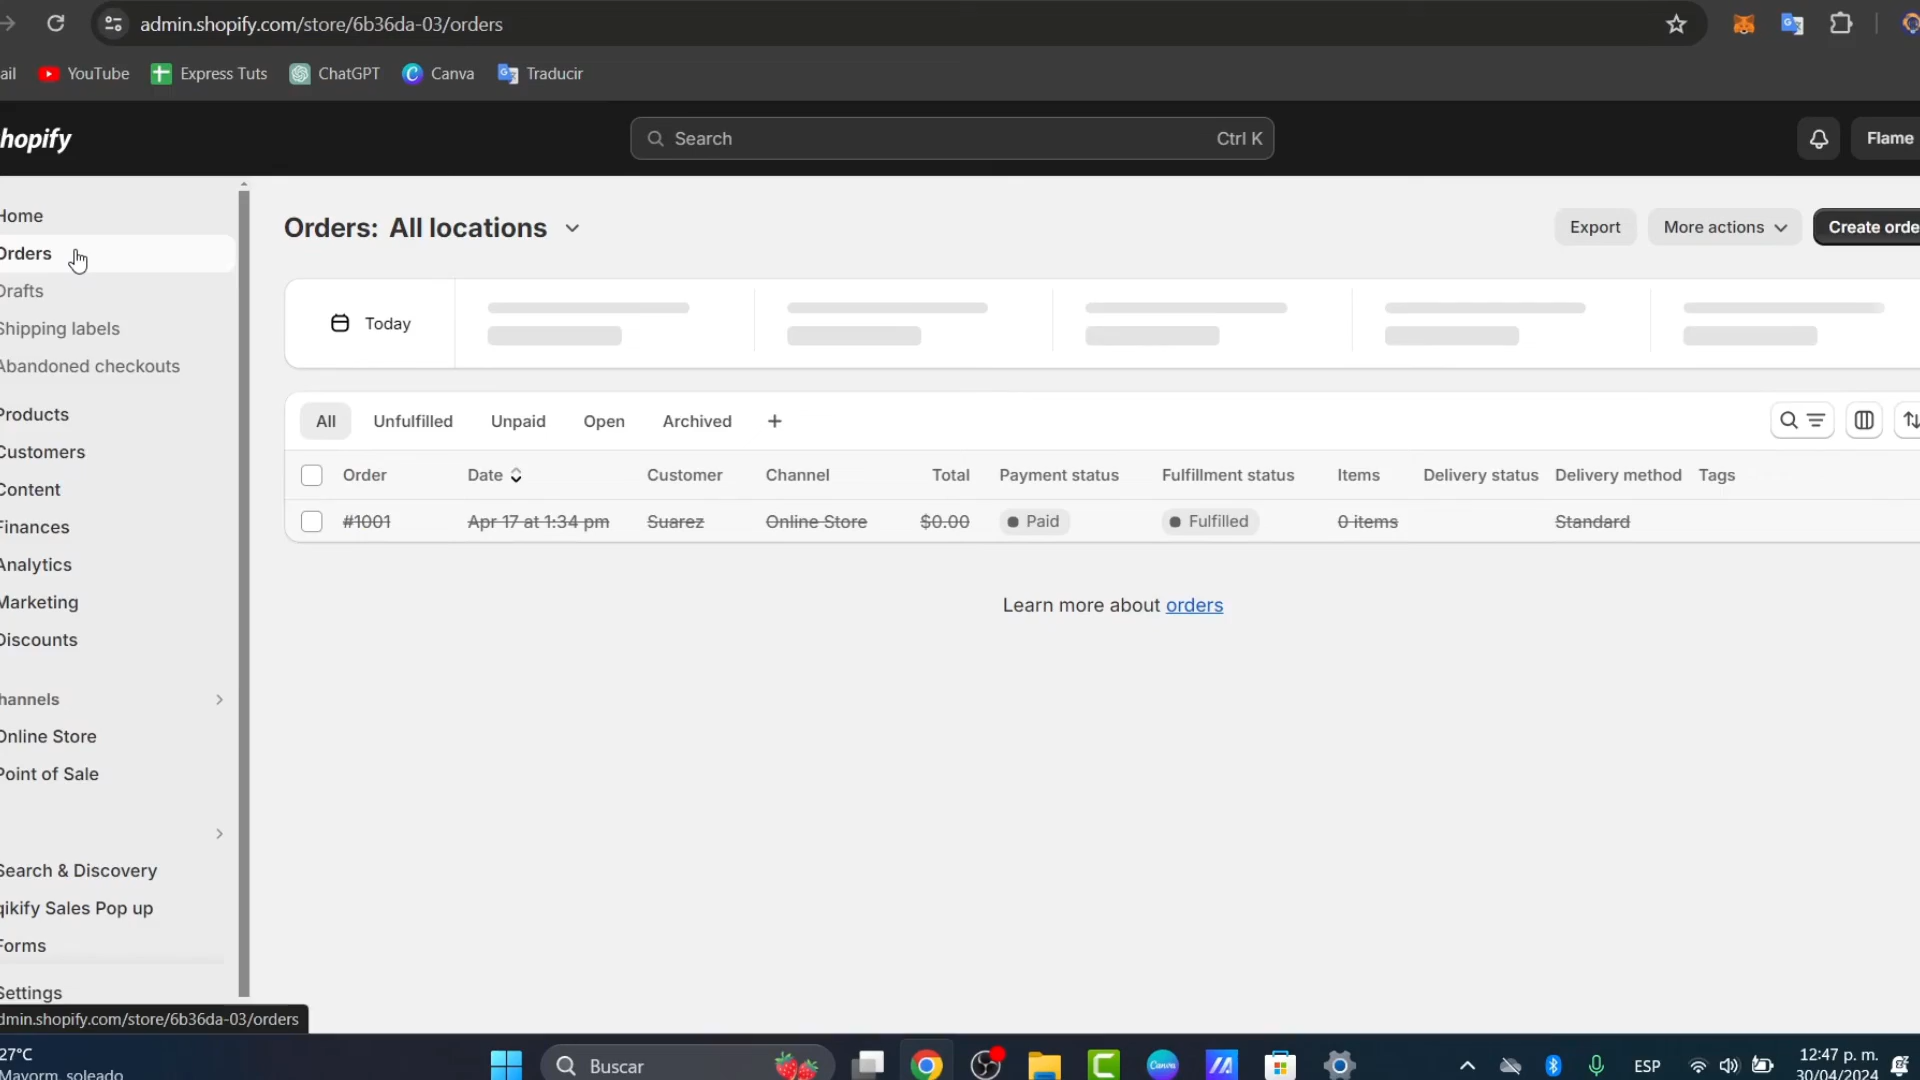 admin.shopify.com/store/6b36da-03/orders
ail YouTube Express Tuts ChatGPT Canva Traducir
hopify Search Ctrl K Flame
Home
Orders
Drafts
Shipping labels
Abandoned checkouts
Products
Customers
Content
Finances
Analytics
Marketing
Discounts
hannels
Online Store
Point of Sale
Search & Discovery
qikify Sales Pop up
Forms
Settings
dmin.shopify.com/store/6b36da-03/orders
Orders: All locations Export More actions Create orde
Today
All Unfulfilled Unpaid Open Archived +
Order Date Customer Channel Total Payment status Fulfillment status Items Delivery status Delivery method Tags
#1001 Apr 17 at 1:34 pm Suarez Online Store $0.00 Paid Fulfilled 0 items Standard
Learn more about orders
27°C
Mayorm. soleado
Buscar
Canva
ESP
12:47 p. m.
30/04/2024